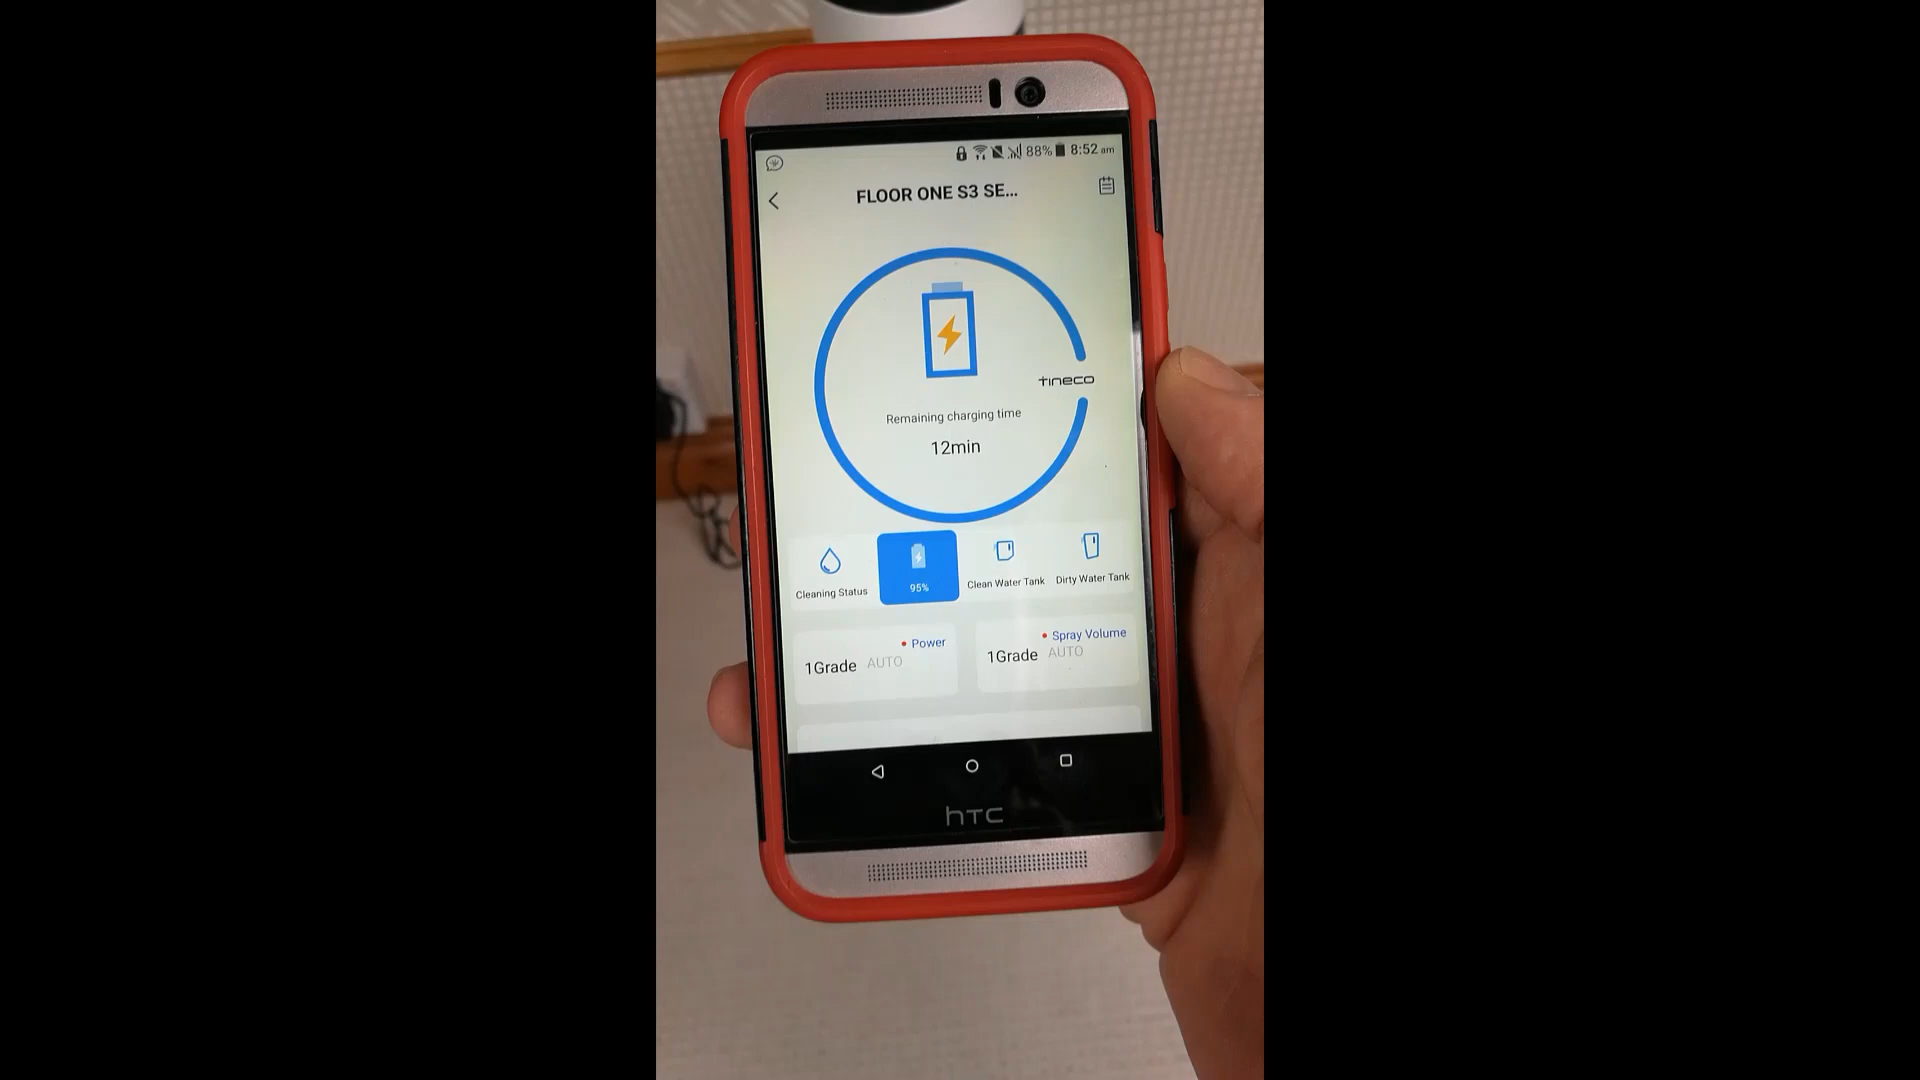 88% 8:52 am
FLOOR ONE S3 SE...
TINECO
Remaining charging time
12min
Cleaning Status
95%
Clean Water Tank
Dirty Water Tank
Power
1Grade AUTO
Spray Volume
1Grade AUTO
hTC